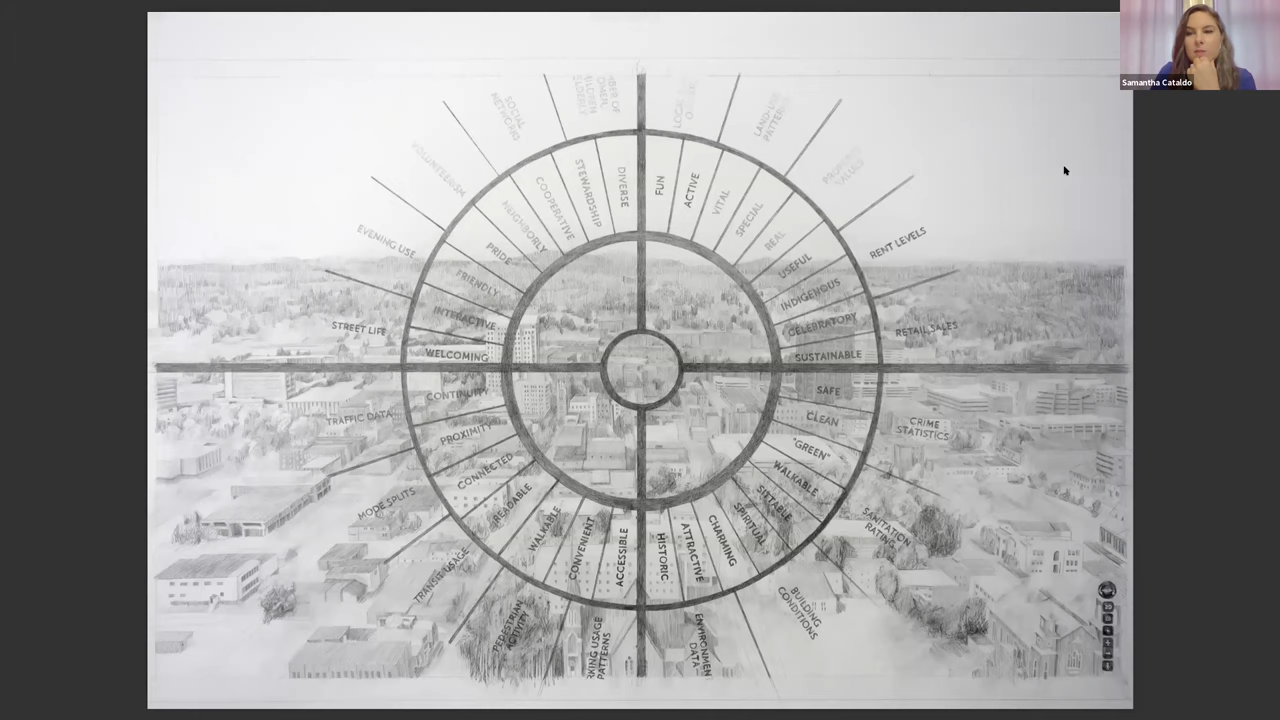 Samantha Cataldo
SOCIAL
NETWORKS
LAND-USE
PATTERNS
VOLUNTEERISM
EVENING USE
RENT LEVELS
STREET LIFE
RETAIL SALES
TRAFFIC DATA
CRIME
STATISTICS
MODE SPLITS
SANITATION
RATING
TRANSIT USAGE
BUILDING
CONDITIONS
PEDESTRIAN
ACTIVITY
USAGE
PATTERNS
DATA
DIVERSE
STEWARDSHIP
COOPERATIVE
NEIGHBORLY
PRIDE
FRIENDLY
INTERACTIVE
WELCOMING
FUN
ACTIVE
VITAL
SPECIAL
REAL
USEFUL
INDIGENOUS
CELEBRATORY
SUSTAINABLE
CONTINUITY
PROXIMITY
CONNECTED
READABLE
WALKABLE
CONVENIENT
ACCESSIBLE
SAFE
CLEAN
"GREEN"
WALKABLE
SITTABLE
SPIRITUAL
CHARMING
ATTRACTIVE
HISTORIC